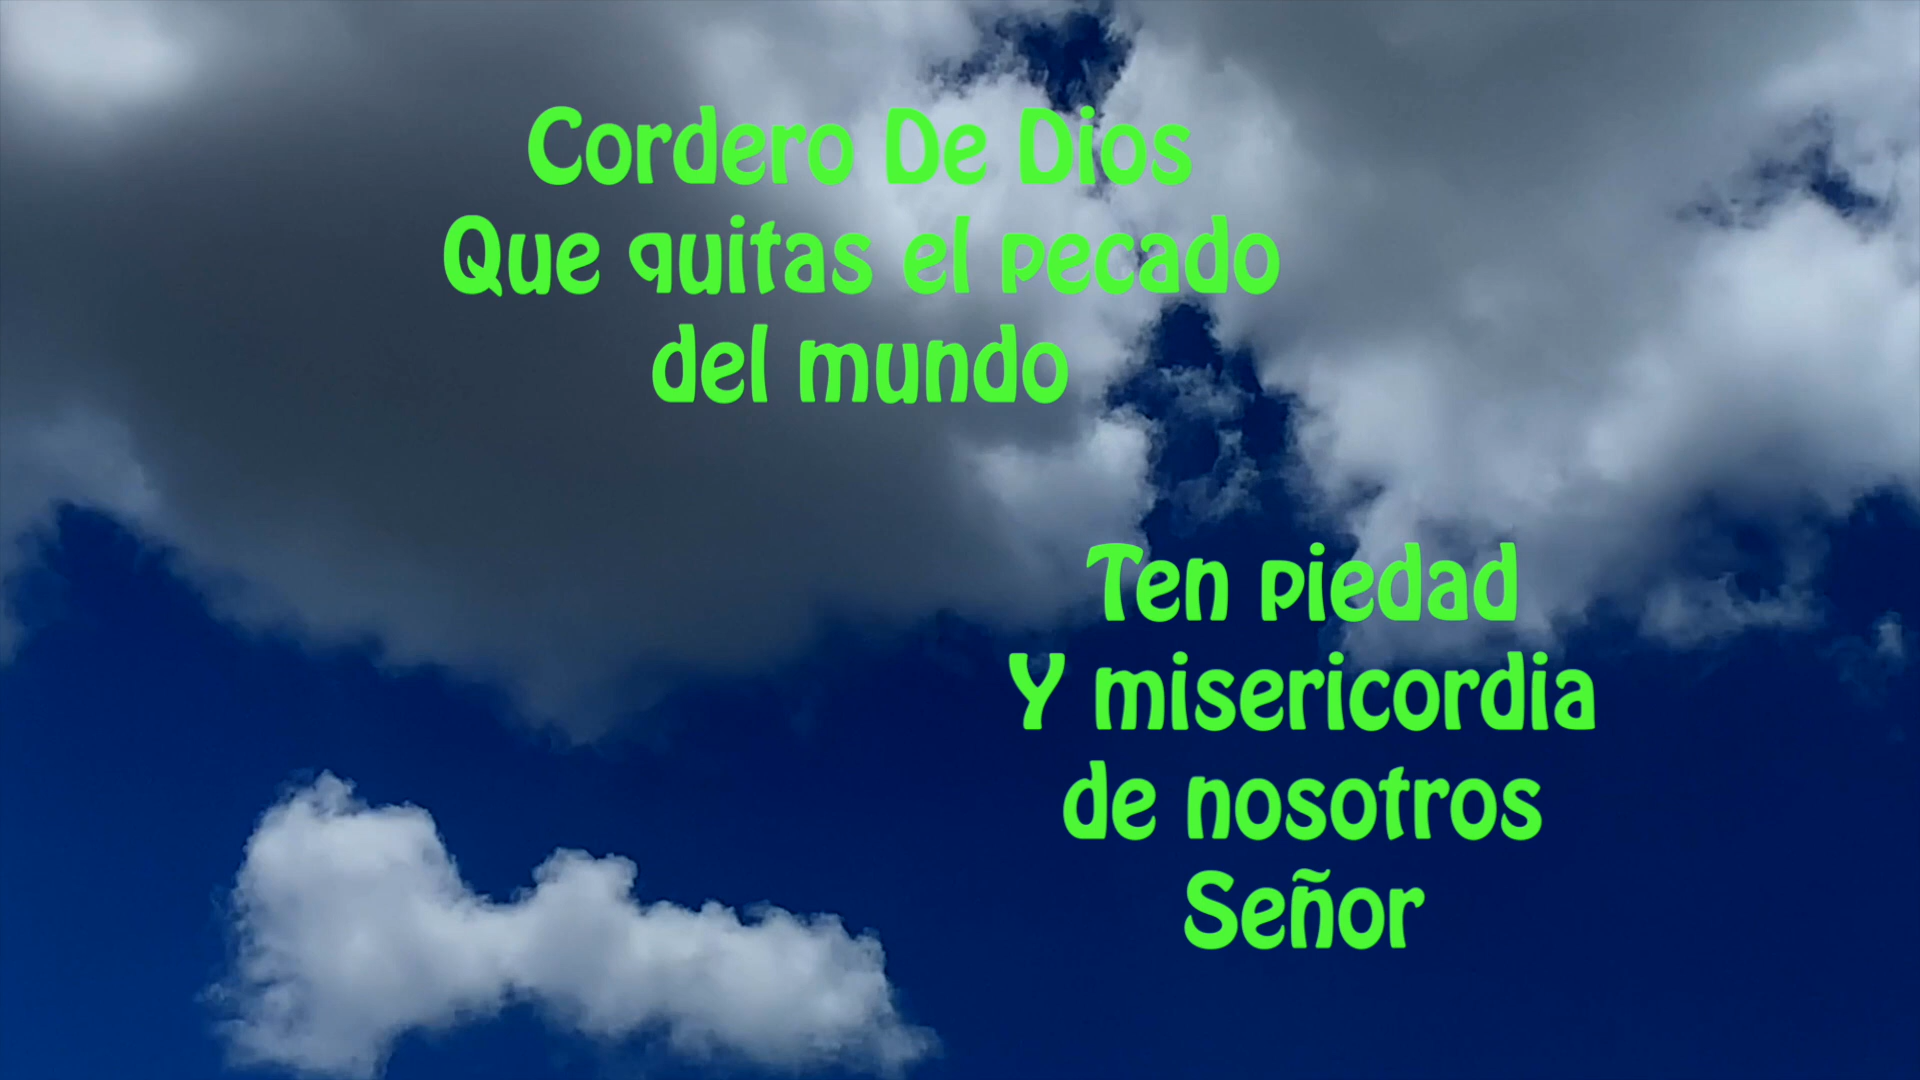 Cordero De Dios
Que quitas el pecado
del mundo
Ten piedad
Y misericordia
de nosotros
Señor